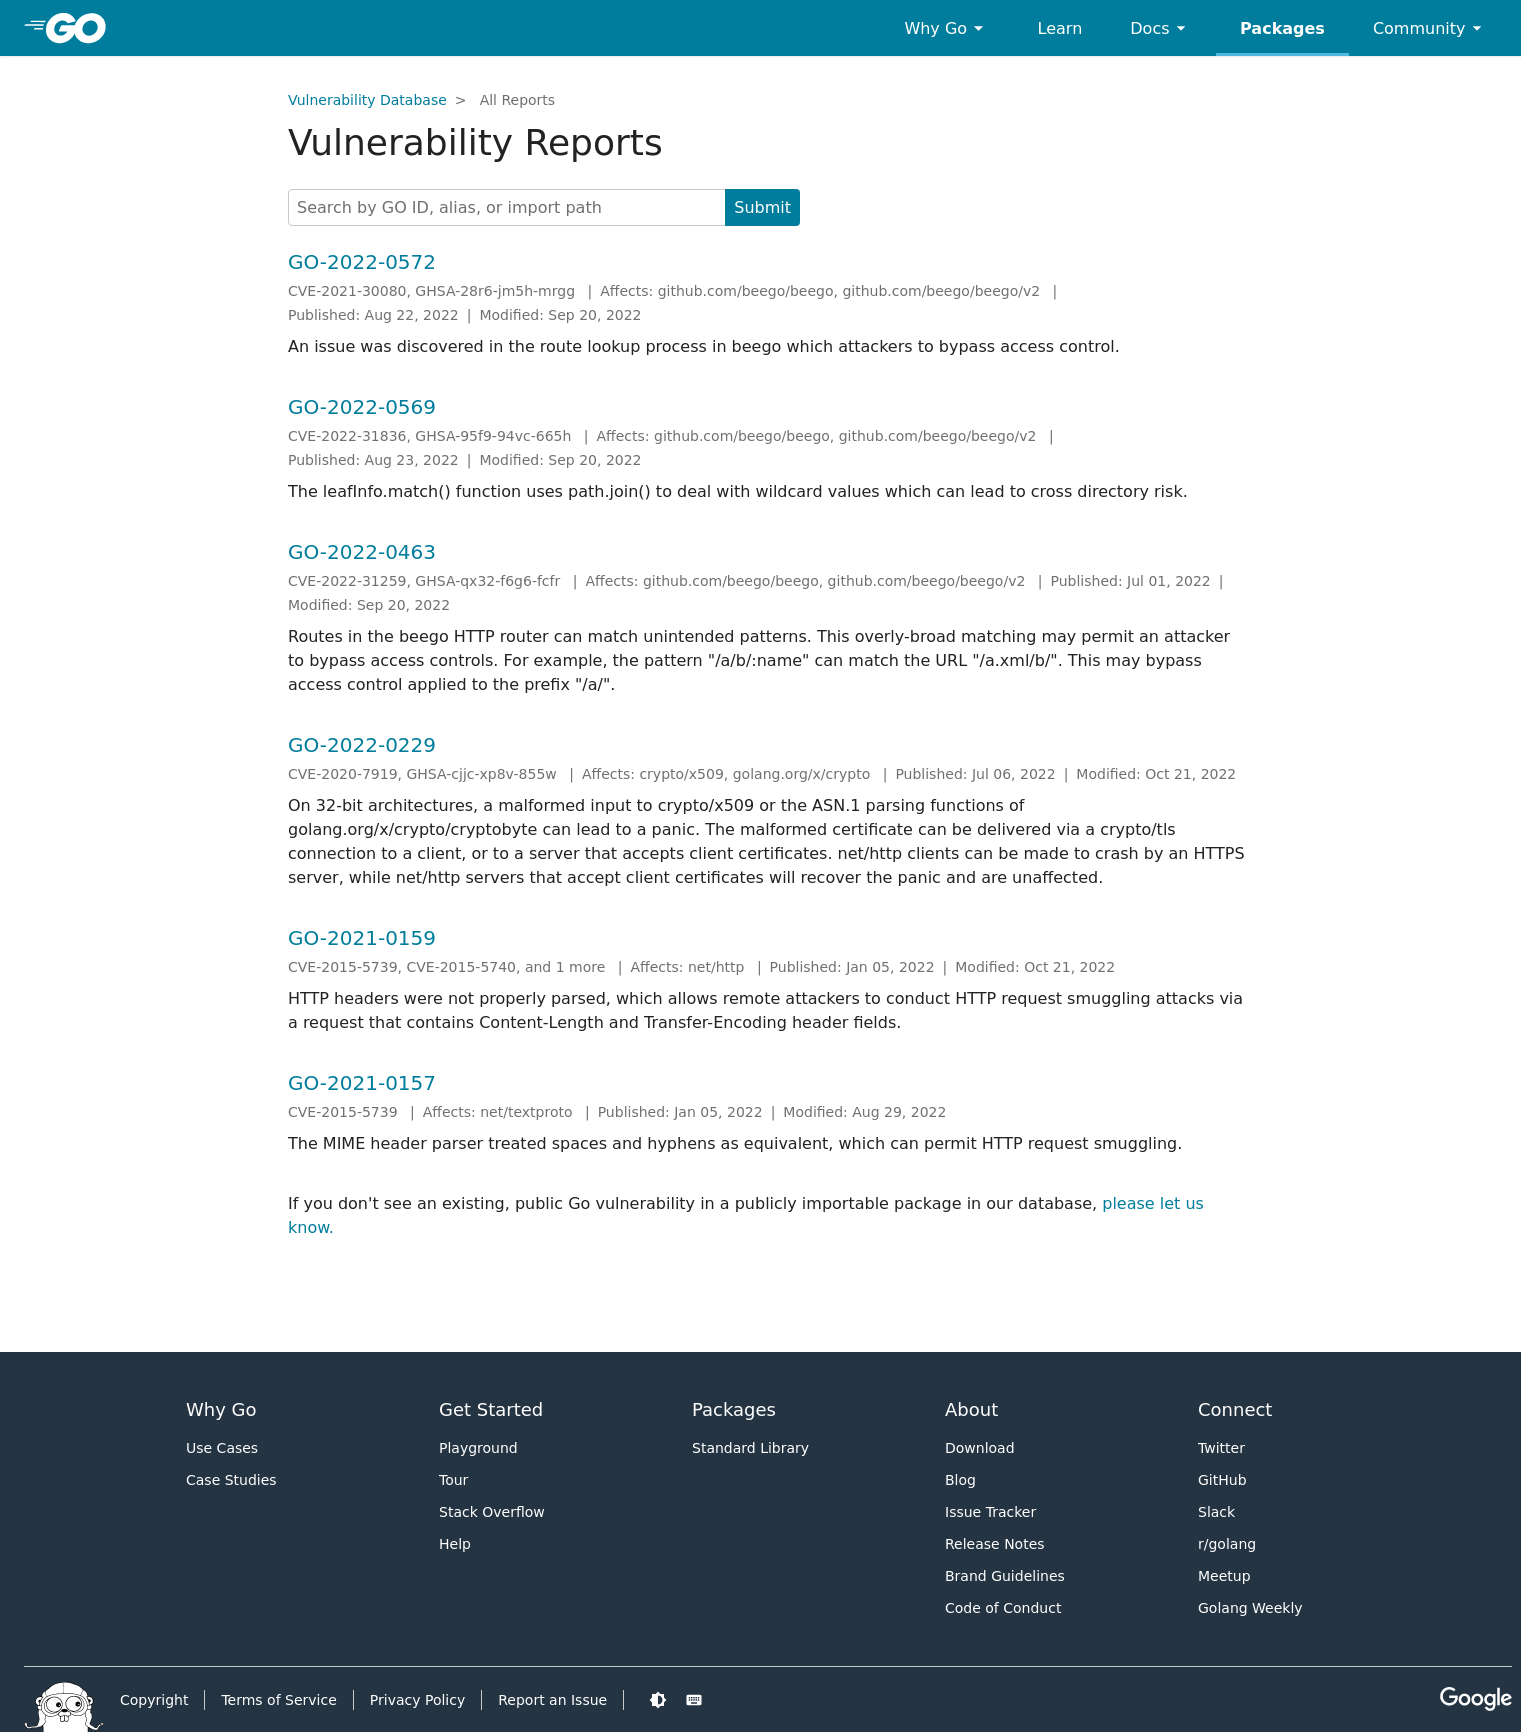 GO
Why Go
Learn
Docs
Packages
Community
Vulnerability Database > All Reports
Vulnerability Reports
Search by GO ID, alias, or import path
Submit
GO-2022-0572
CVE-2021-30080, GHSA-28r6-jm5h-mrgg | Affects: github.com/beego/beego, github.com/beego/beego/v2 |
Published: Aug 22, 2022 | Modified: Sep 20, 2022
An issue was discovered in the route lookup process in beego which attackers to bypass access control.
GO-2022-0569
CVE-2022-31836, GHSA-95f9-94vc-665h | Affects: github.com/beego/beego, github.com/beego/beego/v2 |
Published: Aug 23, 2022 | Modified: Sep 20, 2022
The leafInfo.match() function uses path.join() to deal with wildcard values which can lead to cross directory risk.
GO-2022-0463
CVE-2022-31259, GHSA-qx32-f6g6-fcfr | Affects: github.com/beego/beego, github.com/beego/beego/v2 | Published: Jul 01, 2022 |
Modified: Sep 20, 2022
Routes in the beego HTTP router can match unintended patterns. This overly-broad matching may permit an attacker
to bypass access controls. For example, the pattern "/a/b/:name" can match the URL "/a.xml/b/". This may bypass
access control applied to the prefix "/a/".
GO-2022-0229
CVE-2020-7919, GHSA-cjjc-xp8v-855w | Affects: crypto/x509, golang.org/x/crypto | Published: Jul 06, 2022 | Modified: Oct 21, 2022
On 32-bit architectures, a malformed input to crypto/x509 or the ASN.1 parsing functions of
golang.org/x/crypto/cryptobyte can lead to a panic. The malformed certificate can be delivered via a crypto/tls
connection to a client, or to a server that accepts client certificates. net/http clients can be made to crash by an HTTPS
server, while net/http servers that accept client certificates will recover the panic and are unaffected.
GO-2021-0159
CVE-2015-5739, CVE-2015-5740, and 1 more | Affects: net/http | Published: Jan 05, 2022 | Modified: Oct 21, 2022
HTTP headers were not properly parsed, which allows remote attackers to conduct HTTP request smuggling attacks via
a request that contains Content-Length and Transfer-Encoding header fields.
GO-2021-0157
CVE-2015-5739 | Affects: net/textproto | Published: Jan 05, 2022 | Modified: Aug 29, 2022
The MIME header parser treated spaces and hyphens as equivalent, which can permit HTTP request smuggling.
If you don't see an existing, public Go vulnerability in a publicly importable package in our database, please let us
know.
Why Go
Use Cases
Case Studies
Get Started
Playground
Tour
Stack Overflow
Help
Packages
Standard Library
About
Download
Blog
Issue Tracker
Release Notes
Brand Guidelines
Code of Conduct
Connect
Twitter
GitHub
Slack
r/golang
Meetup
Golang Weekly
Copyright
Terms of Service
Privacy Policy
Report an Issue
Google